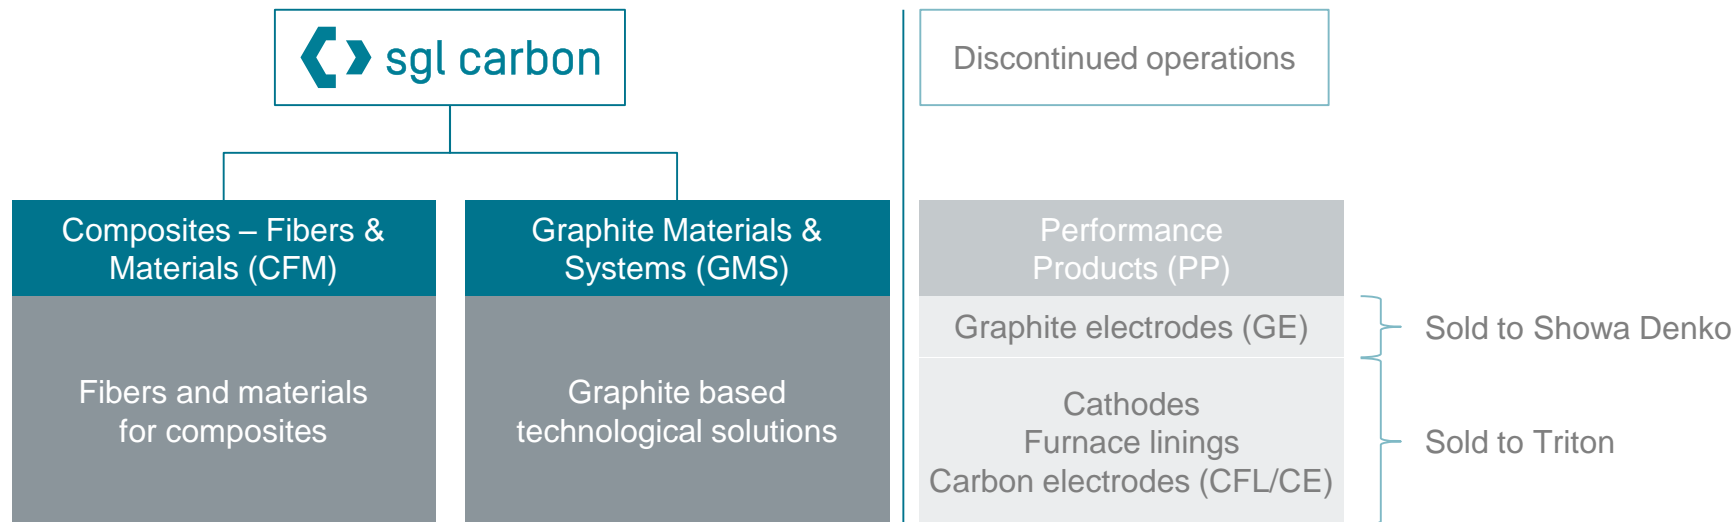 sgl carbon
Discontinued operations
Composites – Fibers &
Materials (CFM)
Graphite Materials &
Systems (GMS)
Performance
Products (PP)
Fibers and materials
for composites
Graphite based
technological solutions
Graphite electrodes (GE)
Sold to Showa Denko
Cathodes
Furnace linings
Carbon electrodes (CFL/CE)
Sold to Triton